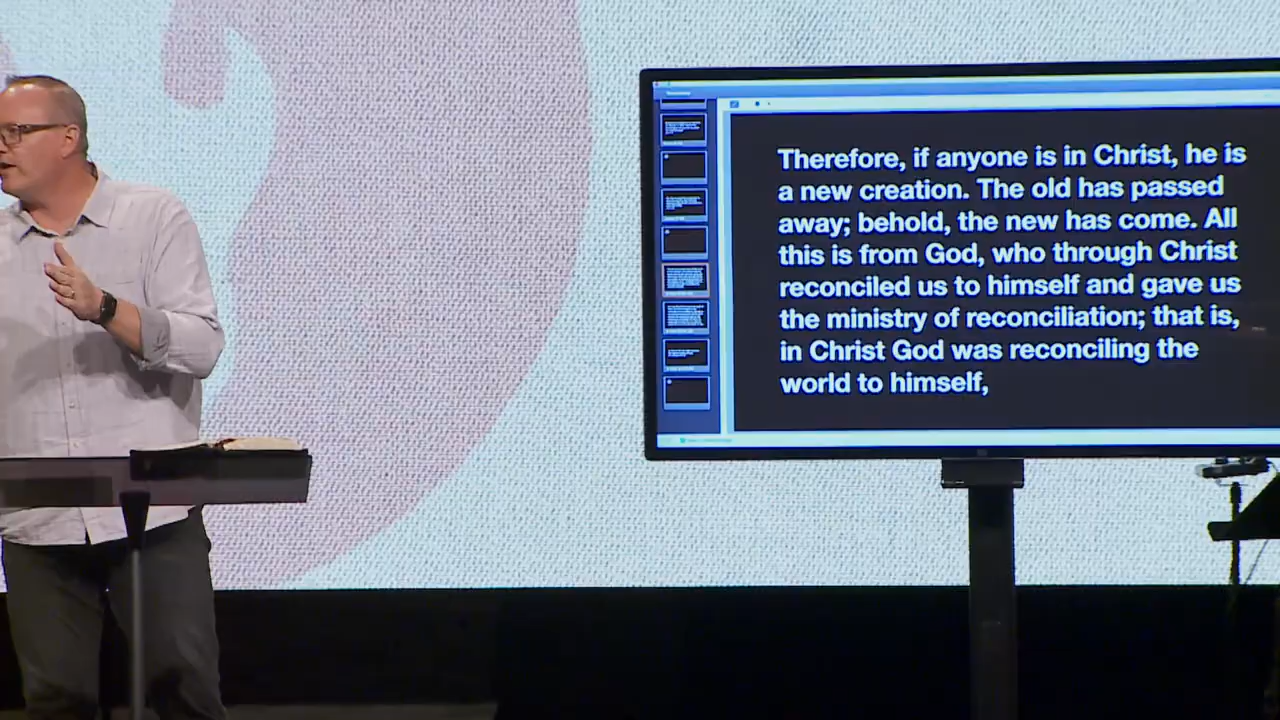 Therefore, if anyone is in Christ, he is
a new creation. The old has passed
away; behold, the new has come. All
this is from God, who through Christ
reconciled us to himself and gave us
the ministry of reconciliation; that is,
in Christ God was reconciling the
world to himself,